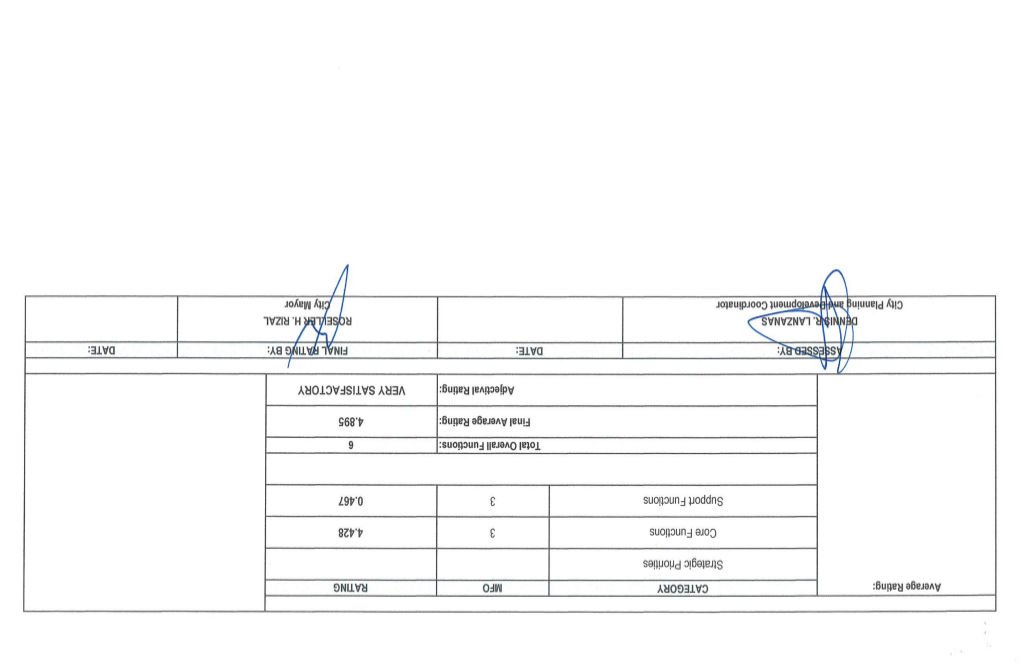 Average Rating: CATEGORY MFO RATING
Strategic Priorities
Core Functions 3 4.428
Support Functions 3 0.467
Total Overall Functions: 6
Final Average Rating: 4.895
Adjectival Rating: VERY SATISFACTORY
ASSESSED BY: DATE: FINAL RATING BY: DATE:
DENNIS R. LANZANAS ROSELLER H. RIZAL
City Planning and Development Coordinator City Mayor